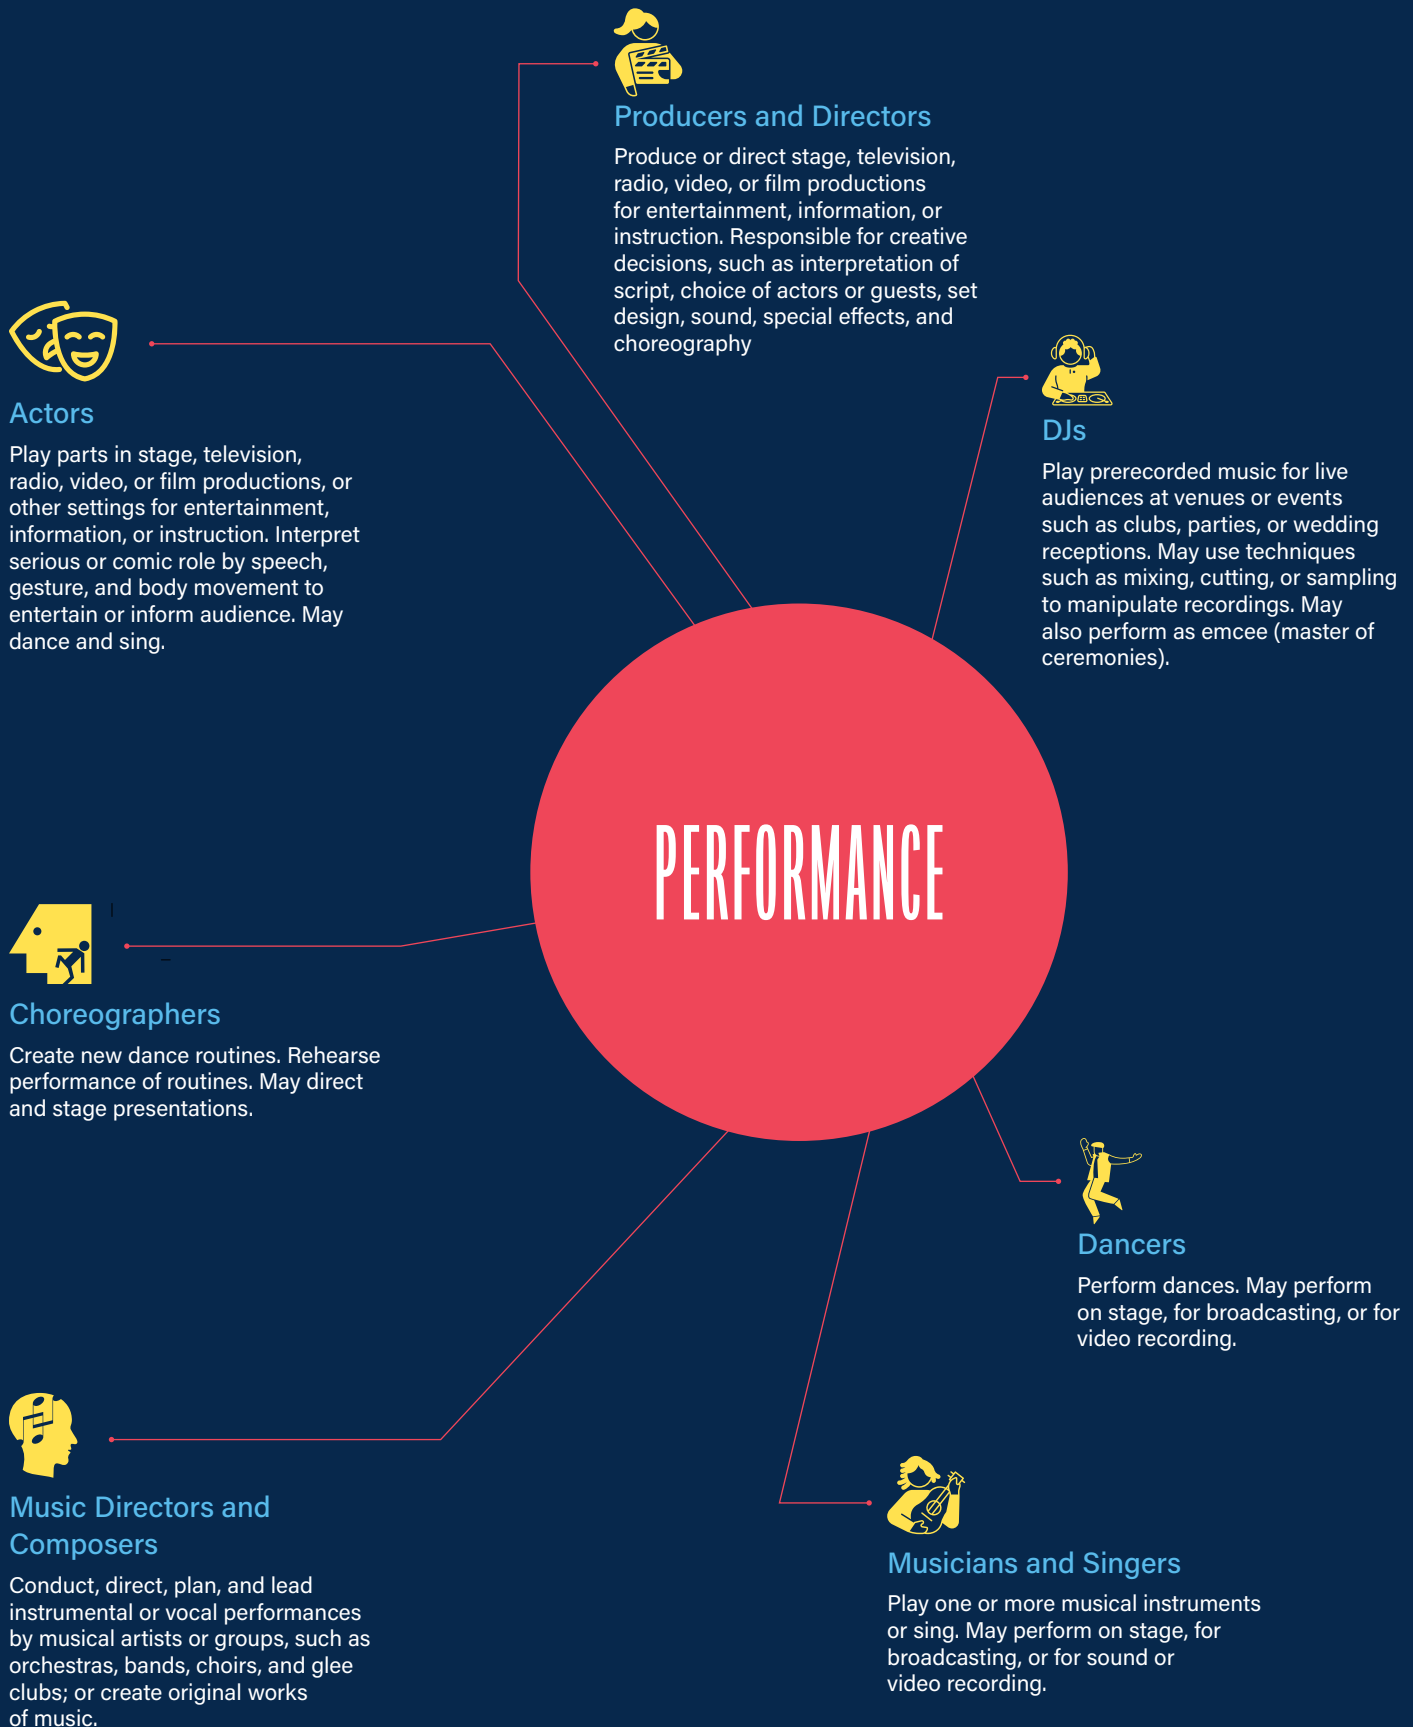 Producers and Directors
Produce or direct stage, television,
radio, video, or film productions
for entertainment, information, or
instruction. Responsible for creative
decisions, such as interpretation of
script, choice of actors or guests, set
design, sound, special effects, and
choreography
Actors
Play parts in stage, television,
radio, video, or film productions, or
other settings for entertainment,
information, or instruction. Interpret
serious or comic role by speech,
gesture, and body movement to
entertain or inform audience. May
dance and sing.
DJs
Play prerecorded music for live
audiences at venues or events
such as clubs, parties, or wedding
receptions. May use techniques
such as mixing, cutting, or sampling
to manipulate recordings. May
also perform as emcee (master of
ceremonies).
PERFORMANCE
Choreographers
Create new dance routines. Rehearse
performance of routines. May direct
and stage presentations.
Dancers
Perform dances. May perform
on stage, for broadcasting, or for
video recording.
Music Directors and
Composers
Conduct, direct, plan, and lead
instrumental or vocal performances
by musical artists or groups, such as
orchestras, bands, choirs, and glee
clubs; or create original works
of music.
Musicians and Singers
Play one or more musical instruments
or sing. May perform on stage, for
broadcasting, or for sound or
video recording.